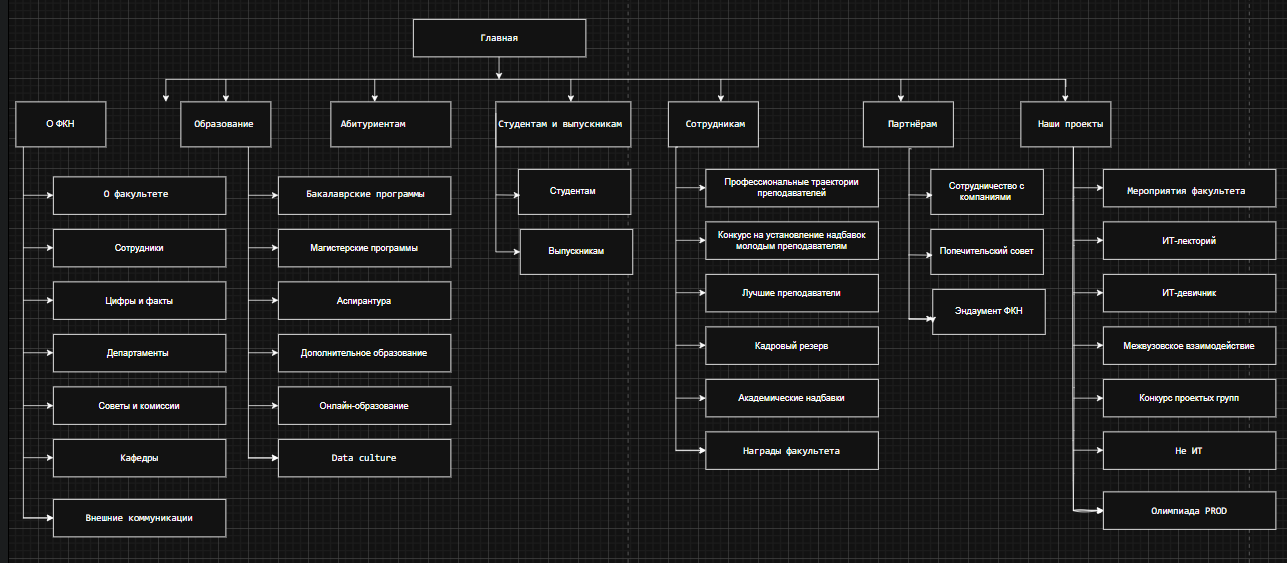 Главная
О ФКН
Образование
Абитуриентам
Студентам и выпускникам
Сотрудникам
Партнёрам
Наши проекты
О факультете
Сотрудники
Цифры и факты
Департаменты
Советы и комиссии
Кафедры
Внешние коммуникации
Бакалаврские программы
Магистерские программы
Аспирантура
Дополнительное образование
Онлайн-образование
Data culture
Студентам
Выпускникам
Профессиональные траектории
преподавателей
Конкурс на установление надбавок
молодым преподавателям
Лучшие преподаватели
Кадровый резерв
Академические надбавки
Награды факультета
Сотрудничество с
компаниями
Попечительский совет
Эндаумент ФКН
Мероприятия факультета
ИТ-лекторий
ИТ-девичник
Межвузовское взаимодействие
Конкурс проектых групп
Не ИТ
Олимпиада PROD